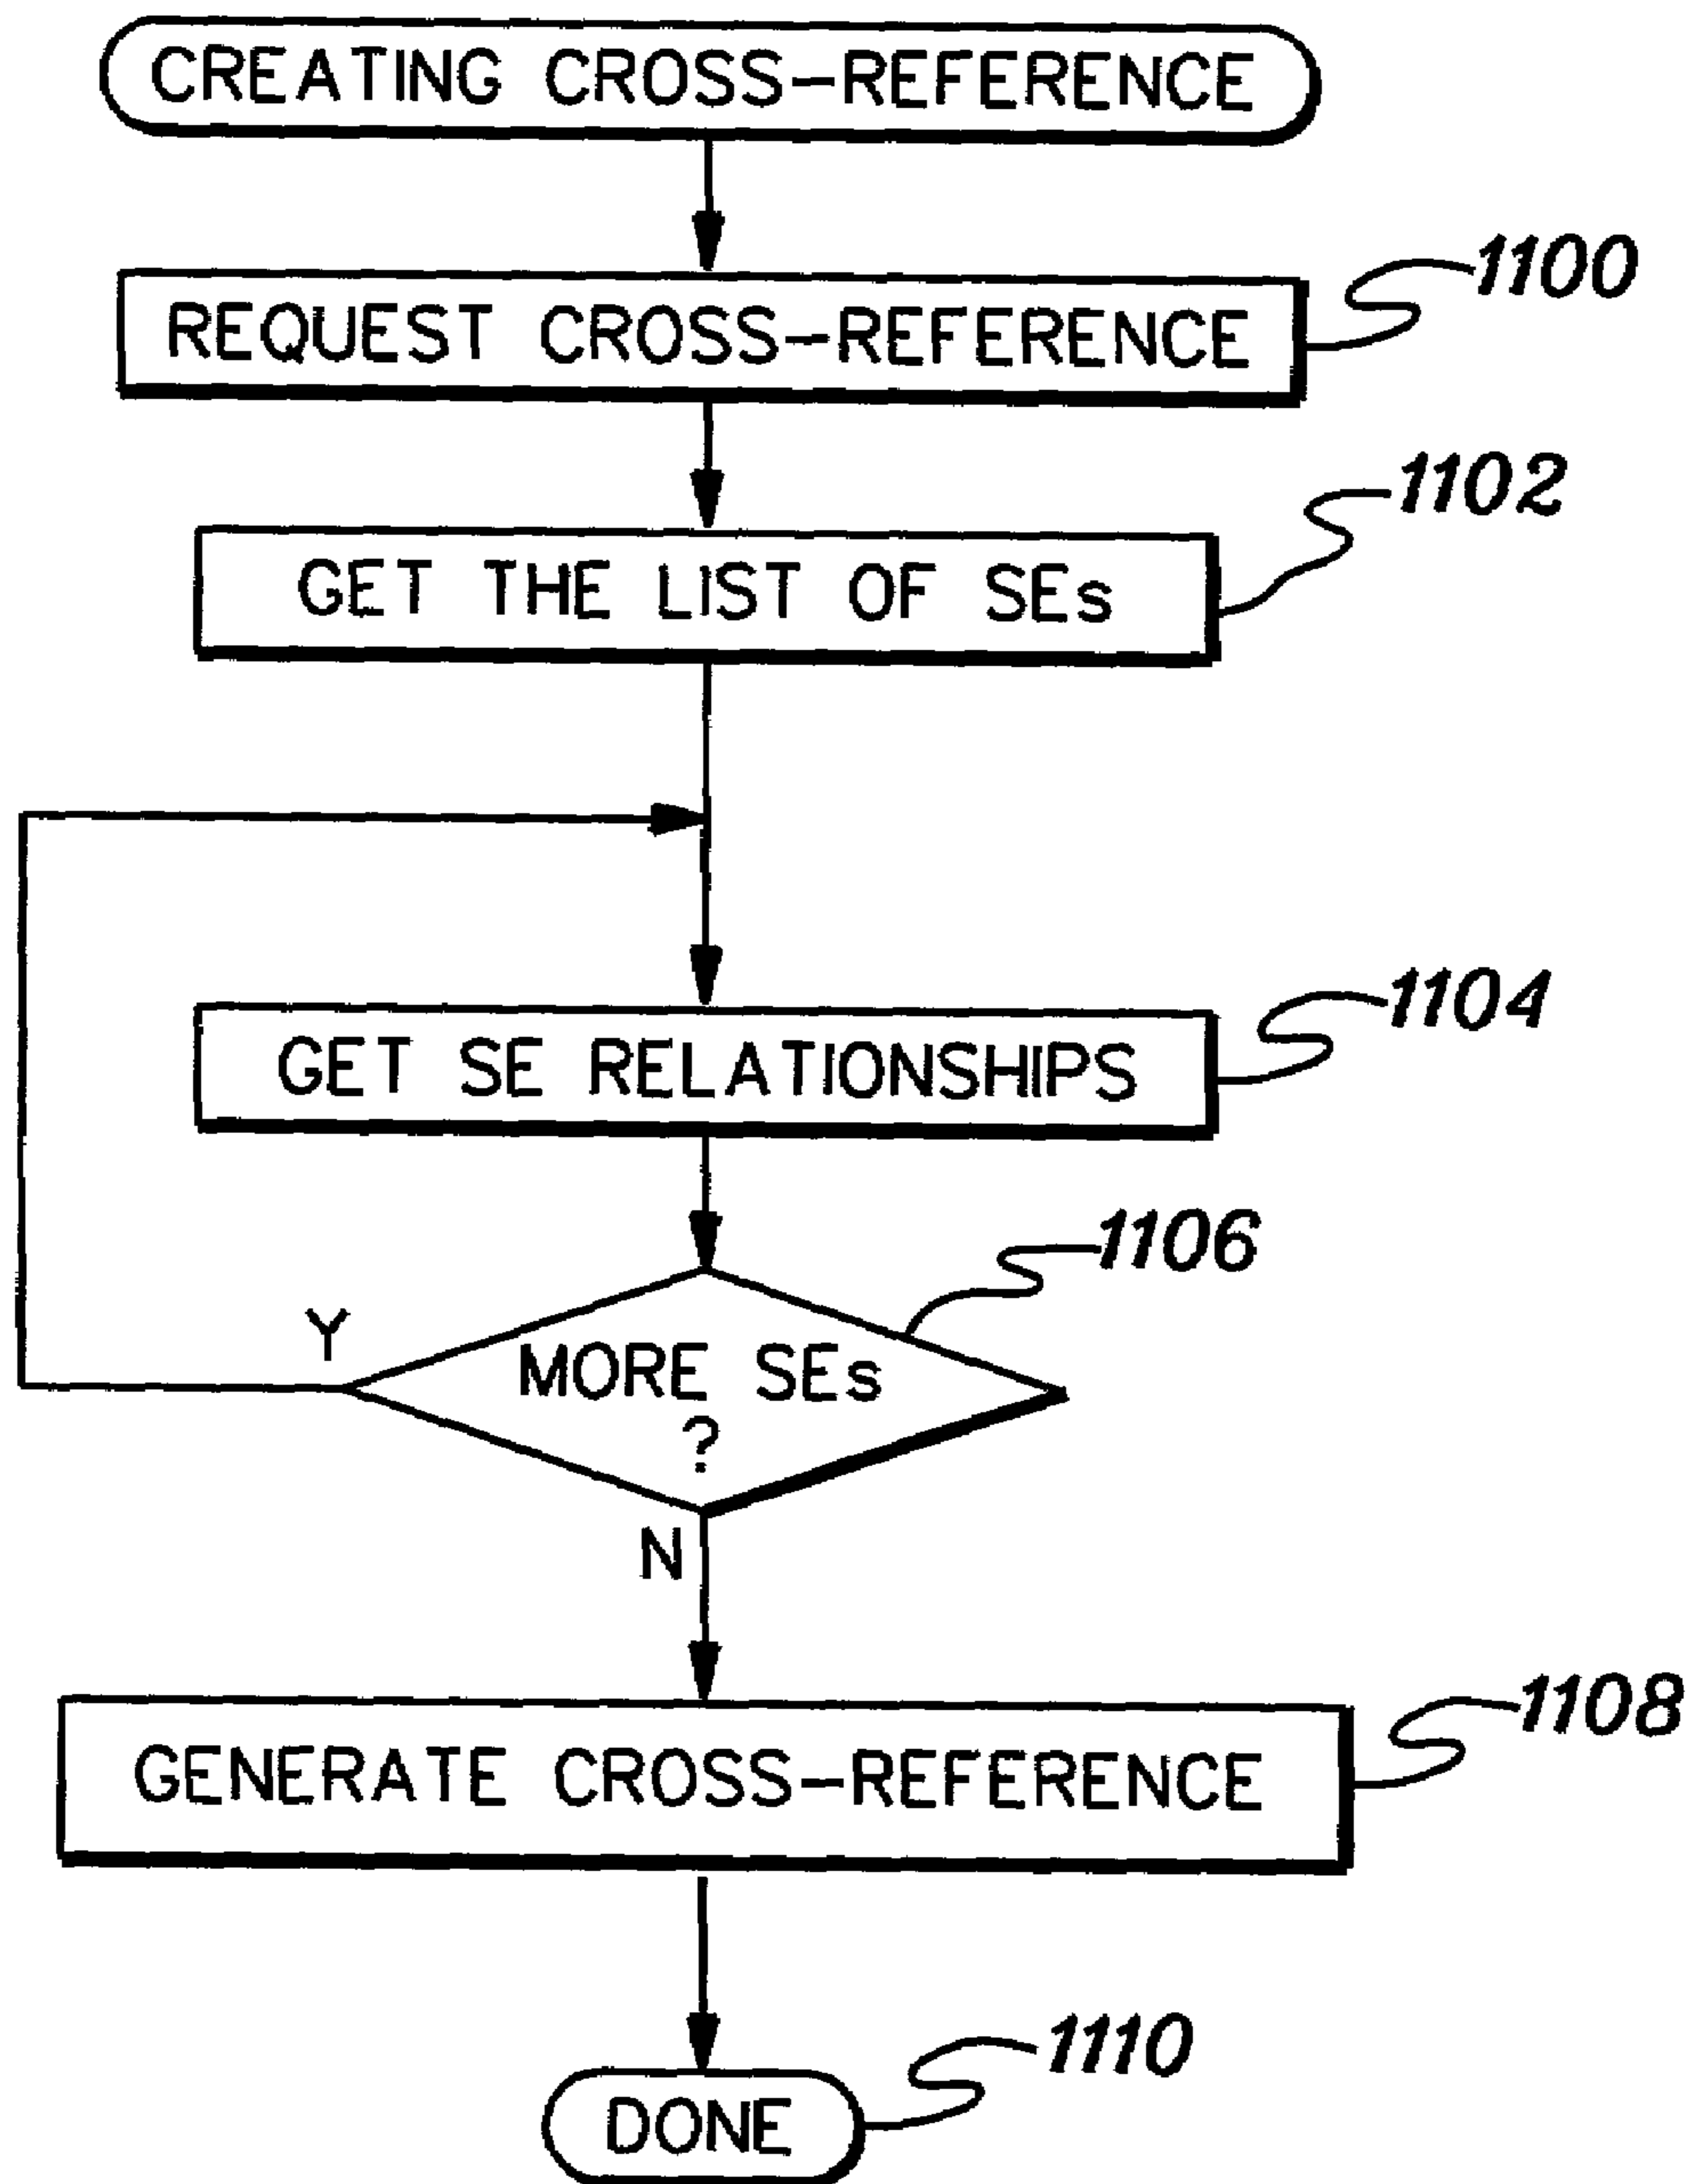 CREATING CROSS-REFERENCE
REQUEST CROSS-REFERENCE
1100
GET THE LIST OF SEs
1102
GET SE RELATIONSHIPS
1104
MORE SEs
?
1106
Y
N
GENERATE CROSS-REFERENCE
1108
DONE
1110